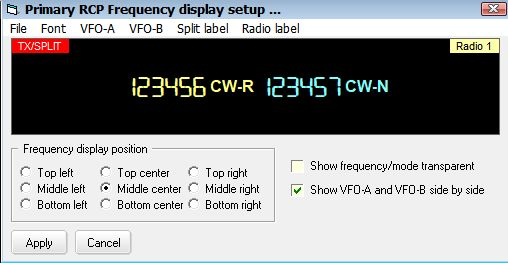 Primary RCP Frequency display setup ...
File Font VFO-A VFO-B Split label Radio label
TX/SPLIT Radio 1
123456 CW-R 123457 CW-N
Frequency display position
Top left Top center Top right
Middle left Middle center Middle right
Bottom left Bottom center Bottom right
Show frequency/mode transparent
Show VFO-A and VFO-B side by side
Apply Cancel